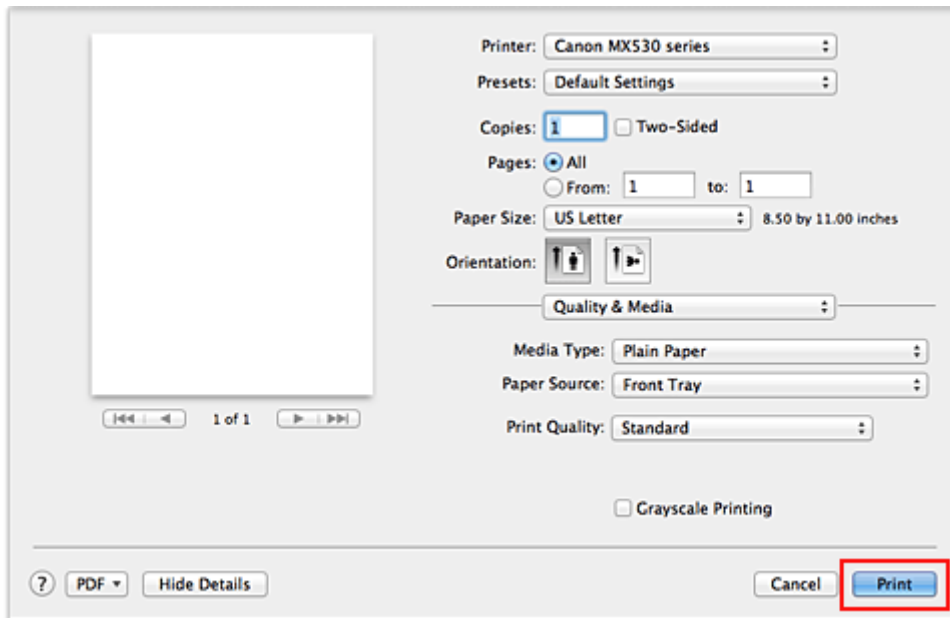 Printer: Canon MX530 series
Presets: Default Settings
Copies: 1 Two-Sided
Pages: All
From: 1 to: 1
Paper Size: US Letter 8.50 by 11.00 inches
Orientation:
Quality & Media
Media Type: Plain Paper
Paper Source: Front Tray
1 of 1
Print Quality: Standard
Grayscale Printing
? PDF Hide Details Cancel Print